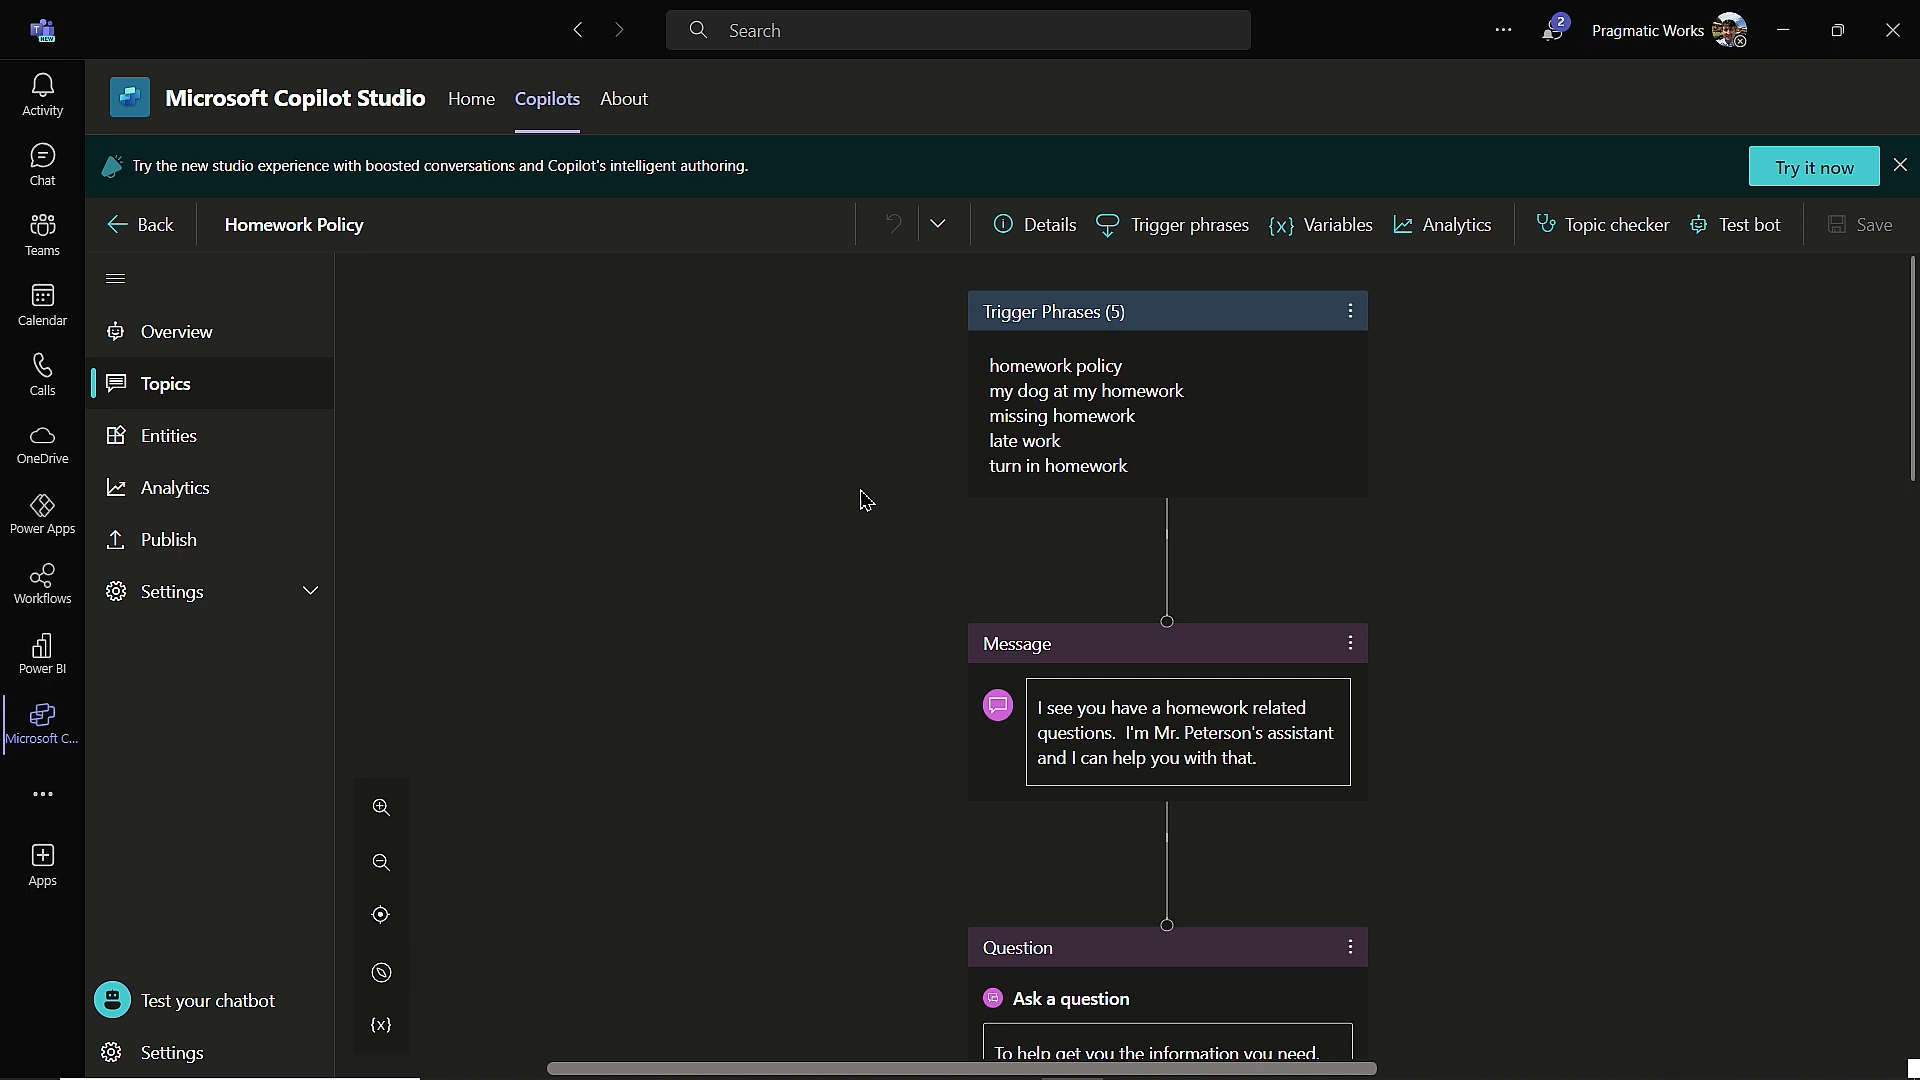 Search
2
Pragmatic Works
Activity
Chat
Teams
Calendar
Calls
OneDrive
Power Apps
Workflows
Power BI
Microsoft C...
Apps
Microsoft Copilot Studio
Home
Copilots
About
Try the new studio experience with boosted conversations and Copilot's intelligent authoring.
Try it now
Back
Homework Policy
Details
Trigger phrases
{x} Variables
Analytics
Topic checker
Test bot
Save
Overview
Topics
Entities
Analytics
Publish
Settings
Test your chatbot
Settings
{x}
Trigger Phrases (5)
homework policy
my dog at my homework
missing homework
late work
turn in homework
Message
I see you have a homework related
questions. I'm Mr. Peterson's assistant
and I can help you with that.
Question
Ask a question
To help get you the information you need,